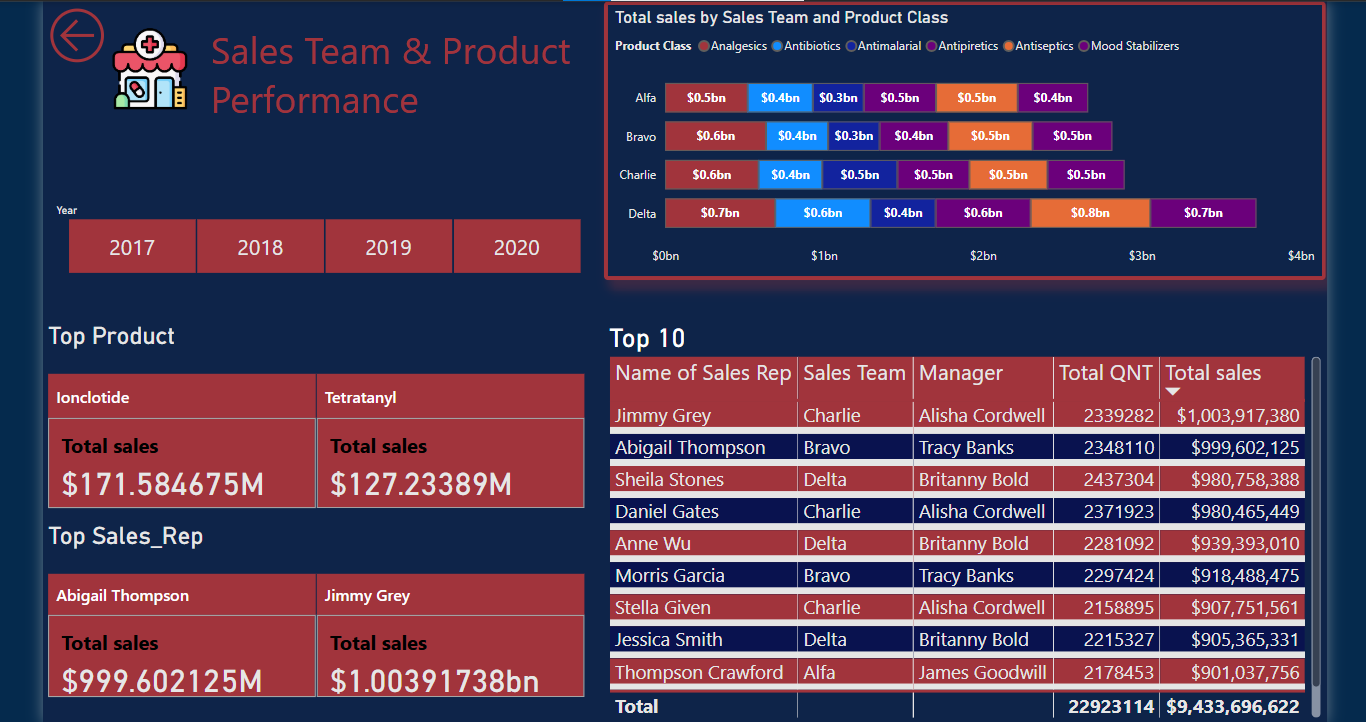 Sales Team & Product
Performance
Year
2017 2018 2019 2020
Total sales by Sales Team and Product Class
Product Class Analgesics Antibiotics Antimalarial Antipiretics Antiseptics Mood Stabilizers
Alfa $0.5bn $0.4bn $0.3bn $0.5bn $0.5bn $0.4bn
Bravo $0.6bn $0.4bn $0.3bn $0.4bn $0.5bn $0.5bn
Charlie $0.6bn $0.4bn $0.5bn $0.5bn $0.5bn $0.5bn
Delta $0.7bn $0.6bn $0.4bn $0.6bn $0.8bn $0.7bn
$0bn $1bn $2bn $3bn $4bn
Top Product
Ionclotide Tetratanyl
Total sales Total sales
$171.584675M $127.23389M
Top Sales_Rep
Abigail Thompson Jimmy Grey
Total sales Total sales
$999.602125M $1.00391738bn
Top 10
Name of Sales Rep Sales Team Manager Total QNT Total sales
Jimmy Grey Charlie Alisha Cordwell 2339282 $1,003,917,380
Abigail Thompson Bravo Tracy Banks 2348110 $999,602,125
Sheila Stones Delta Britanny Bold 2437304 $980,758,388
Daniel Gates Charlie Alisha Cordwell 2371923 $980,465,449
Anne Wu Delta Britanny Bold 2281092 $939,393,010
Morris Garcia Bravo Tracy Banks 2297424 $918,488,475
Stella Given Charlie Alisha Cordwell 2158895 $907,751,561
Jessica Smith Delta Britanny Bold 2215327 $905,365,331
Thompson Crawford Alfa James Goodwill 2178453 $901,037,756
Total 22923114 $9,433,696,622